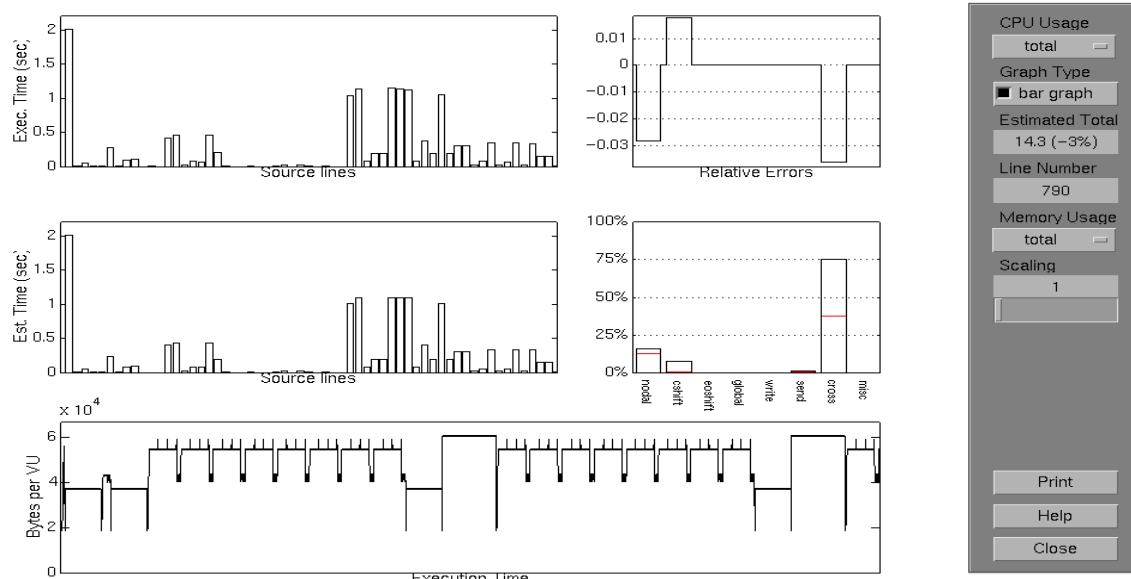 2
1.5
1
0.5
0
Exec. Time (sec)
Source lines
0.01
0
−0.01
−0.02
−0.03
Relative Errors
2
1.5
1
0.5
0
Est. Time (sec)
Source lines
100%
75%
50%
25%
0%
nodal
cshift
eoshift
global
write
send
cross
misc
x 10^4
6
4
2
0
Bytes per VU
Execution Time
CPU Usage
total
Graph Type
bar graph
Estimated Total
14.3 (−3%)
Line Number
790
Memory Usage
total
Scaling
1
Print
Help
Close